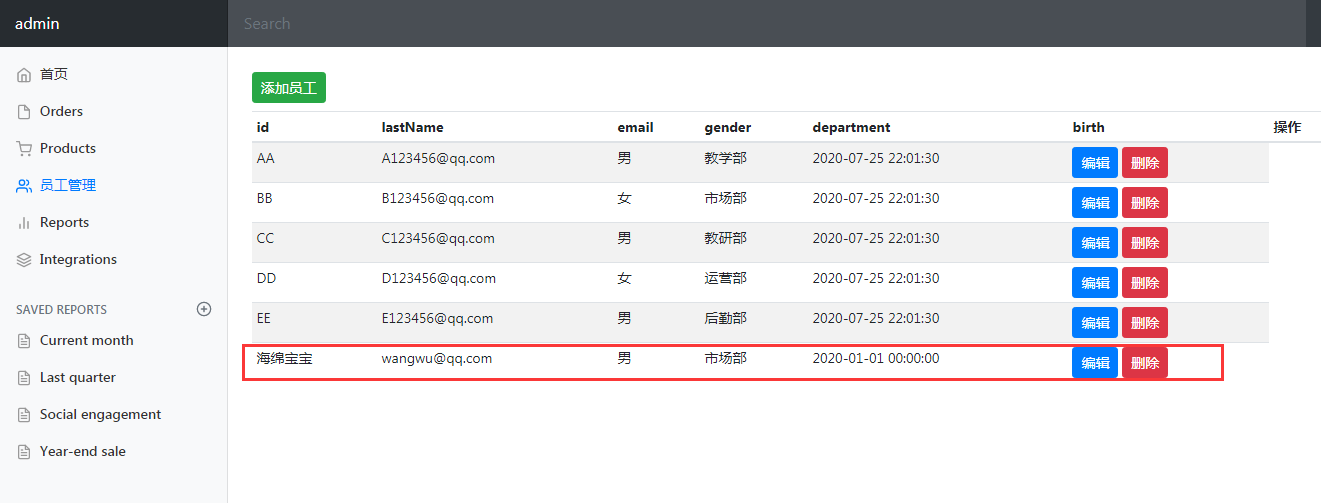 admin
Search
首页
Orders
Products
员工管理
Reports
Integrations
SAVED REPORTS
Current month
Last quarter
Social engagement
Year-end sale
添加员工
id lastName email gender department birth 操作
AA A123456@qq.com 男 教学部 2020-07-25 22:01:30 编辑 删除
BB B123456@qq.com 女 市场部 2020-07-25 22:01:30 编辑 删除
CC C123456@qq.com 男 教研部 2020-07-25 22:01:30 编辑 删除
DD D123456@qq.com 女 运营部 2020-07-25 22:01:30 编辑 删除
EE E123456@qq.com 男 后勤部 2020-07-25 22:01:30 编辑 删除
海绵宝宝 wangwu@qq.com 男 市场部 2020-01-01 00:00:00 编辑 删除